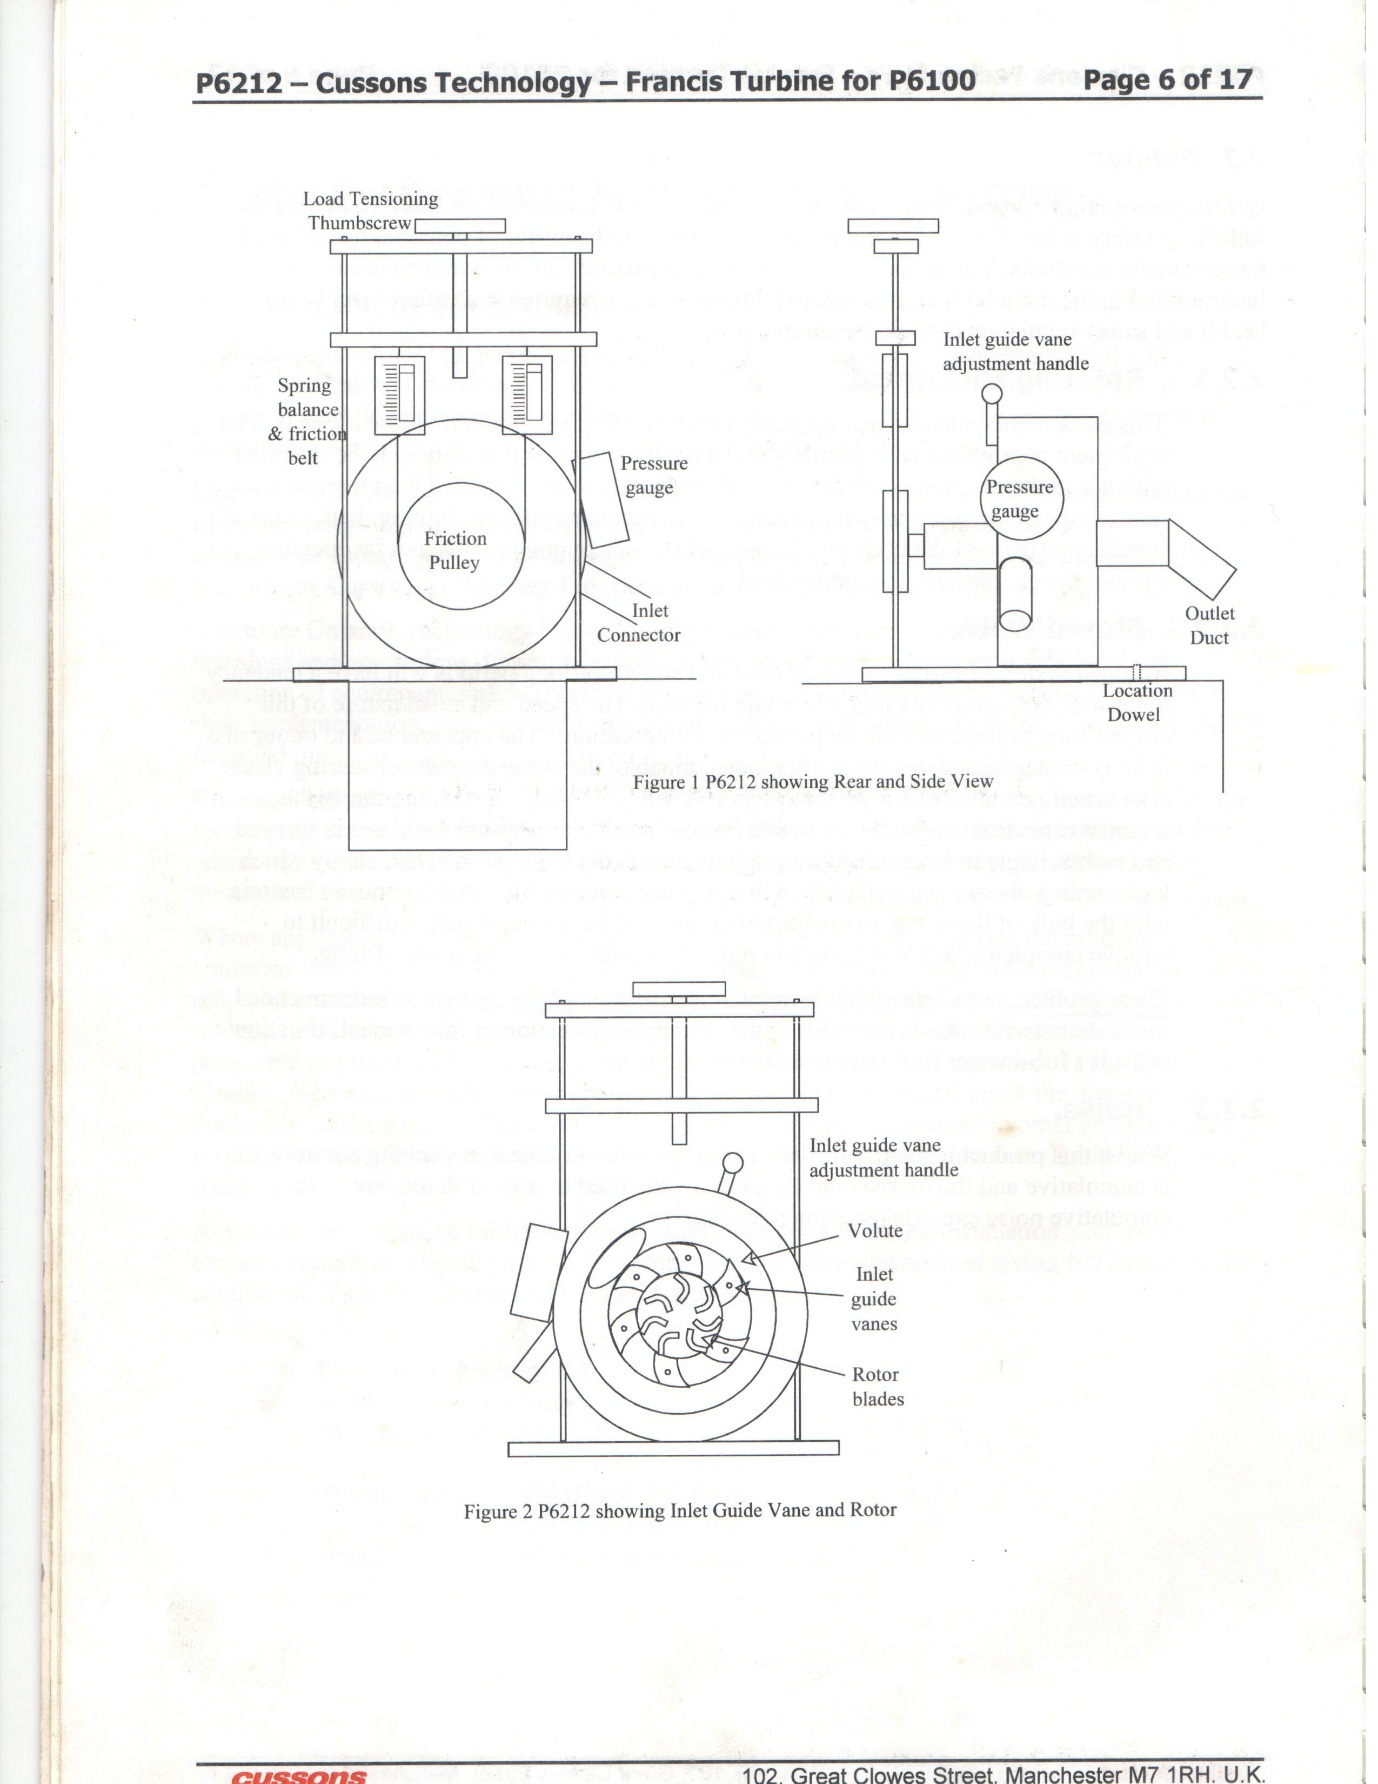 P6212 – Cussons Technology – Francis Turbine for P6100 Page 6 of 17
Load Tensioning
Thumbscrew
Spring
balance
& friction
belt
Pressure
gauge
Friction
Pulley
Inlet
Connector
Inlet guide vane
adjustment handle
Pressure
gauge
Outlet
Duct
Location
Dowel
Figure 1 P6212 showing Rear and Side View
Inlet guide vane
adjustment handle
Volute
Inlet
guide
vanes
Rotor
blades
Figure 2 P6212 showing Inlet Guide Vane and Rotor
cussons 102, Great Clowes Street, Manchester M7 1RH. U.K.